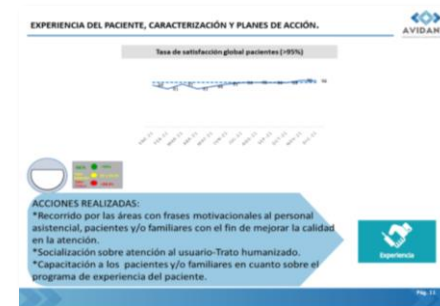 EXPERIENCIA DEL PACIENTE, CARACTERIZACIÓN Y PLANES DE ACCIÓN.
AVIDAN
Tasa de satisfacción global pacientes (>95%)
ACCIONES REALIZADAS:
*Recorrido por las áreas con frases motivacionales al personal
asistencial, pacientes y/o familiares con el fin de mejorar la calidad
en la atención.
*Socialización sobre atención al usuario-Trato humanizado.
*Capacitación a los pacientes y/o familiares en cuanto sobre el
programa de experiencia del paciente.
Experiencia